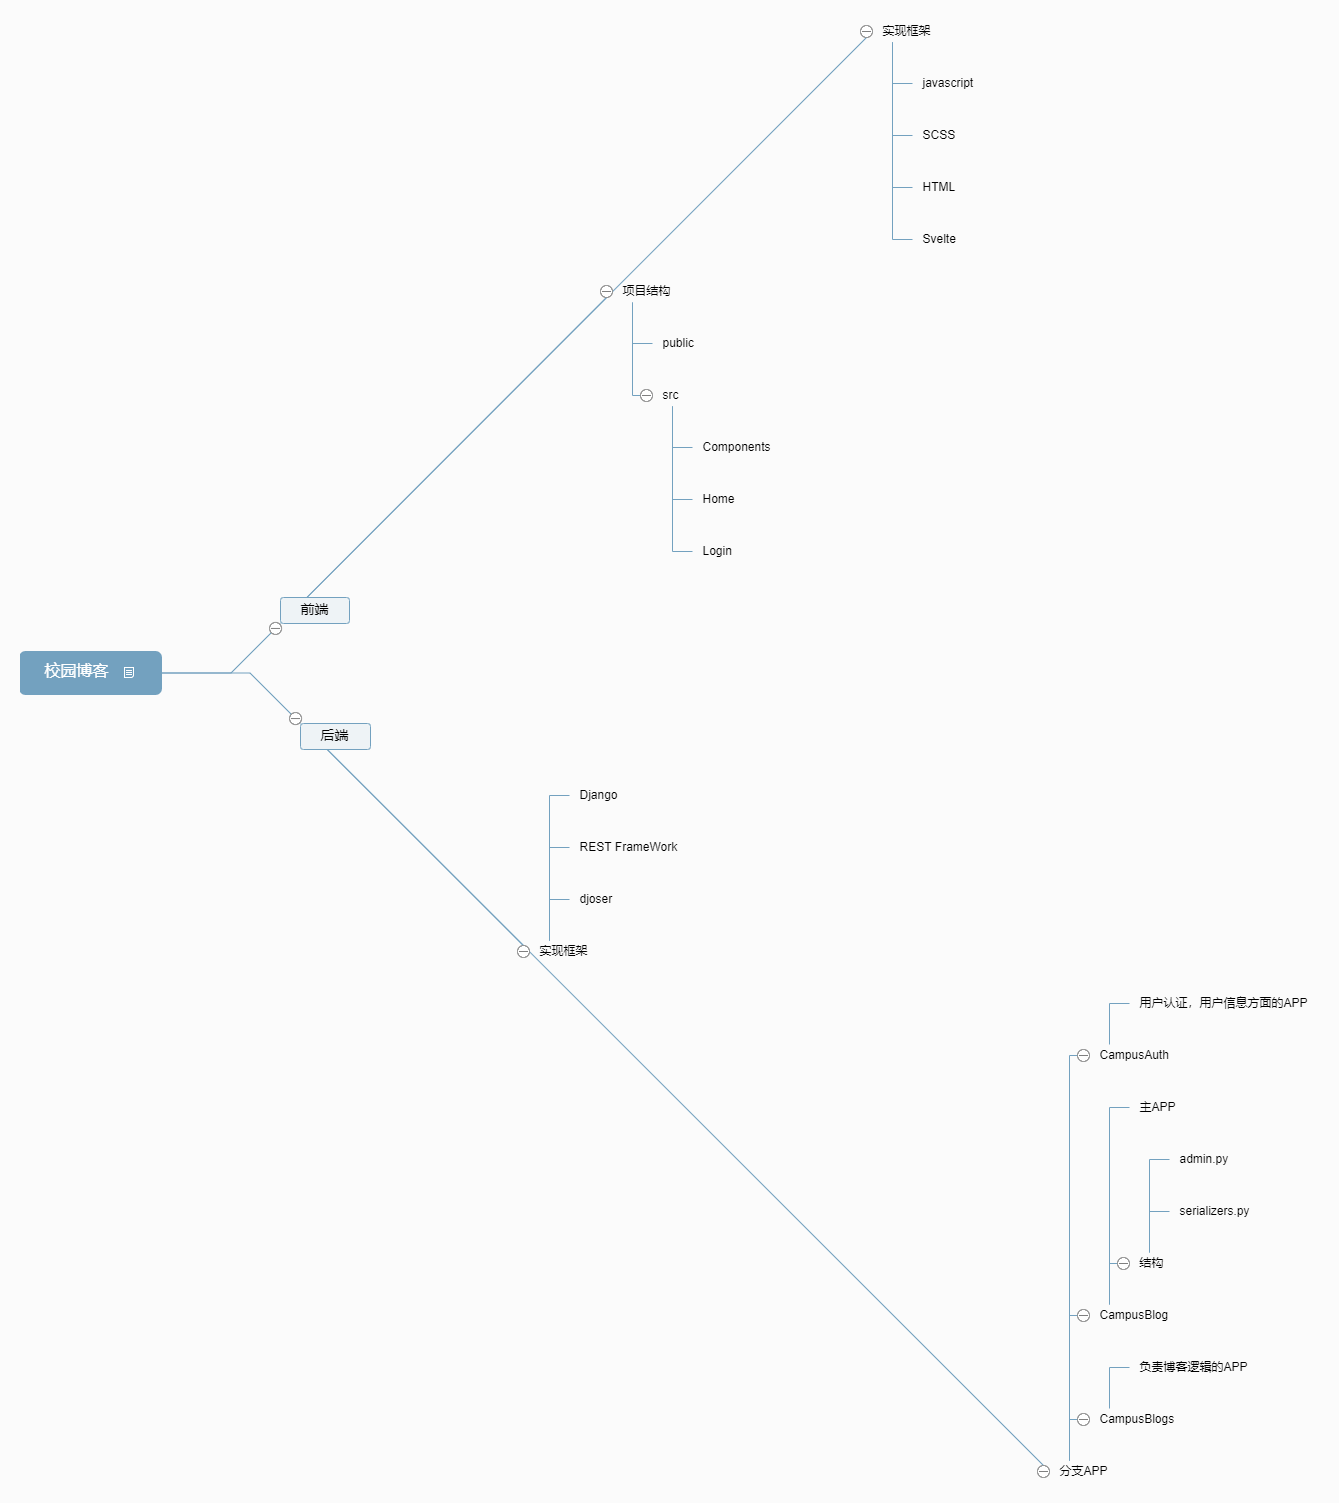 实现框架
javascript
SCSS
HTML
Svelte
项目结构
public
src
Components
Home
Login
前端
校园博客
后端
Django
REST FrameWork
djoser
实现框架
用户认证，用户信息方面的APP
CampusAuth
主APP
admin.py
serializers.py
结构
CampusBlog
负责博客逻辑的APP
CampusBlogs
分支APP